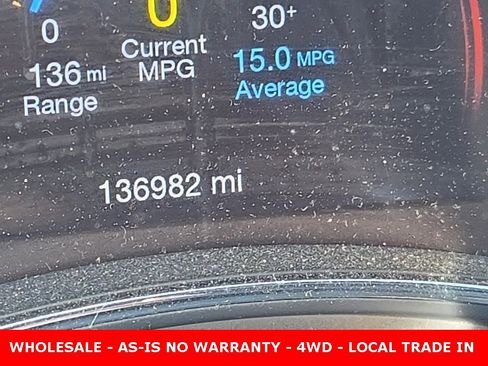 0
0
30+
136 mi
Range
Current
MPG
15.0 MPG
Average
136982 mi
WHOLESALE - AS-IS NO WARRANTY - 4WD - LOCAL TRADE IN